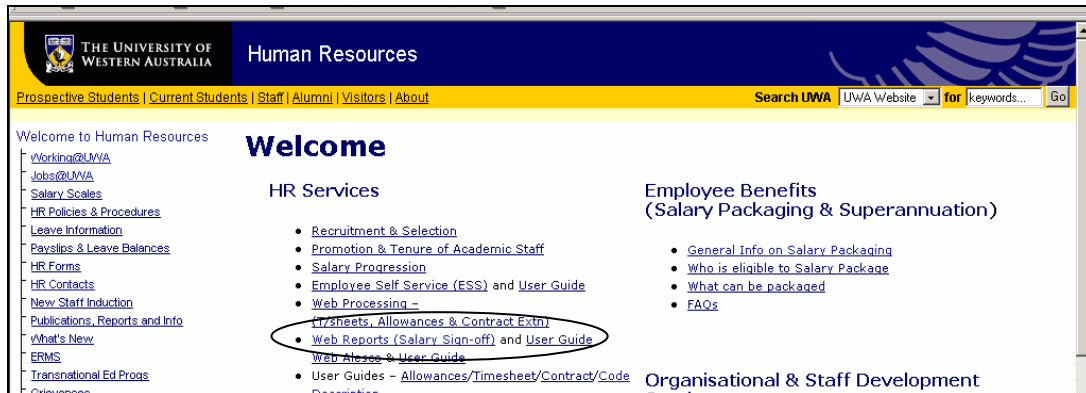 THE UNIVERSITY OF
WESTERN AUSTRALIA
Human Resources
Prospective Students | Current Students | Staff | Alumni | Visitors | About
Search UWA UWA Website for keywords... Go
Welcome to Human Resources
Working@UWA
Jobs@UWA
Salary Scales
HR Policies & Procedures
Leave Information
Payslips & Leave Balances
HR Forms
HR Contacts
New Staff Induction
Publications, Reports and Info
What's New
ERMS
Transnational Ed Progs
Grievances
Welcome
HR Services
Recruitment & Selection
Promotion & Tenure of Academic Staff
Salary Progression
Employee Self Service (ESS) and User Guide
Web Processing –
(T/sheets, Allowances & Contract Extn)
Web Reports (Salary Sign-off) and User Guide
Web Alesco & User Guide
User Guides – Allowances/Timesheet/Contract/Code
Description
Employee Benefits
(Salary Packaging & Superannuation)
General Info on Salary Packaging
Who is eligible to Salary Package
What can be packaged
FAQs
Organisational & Staff Development